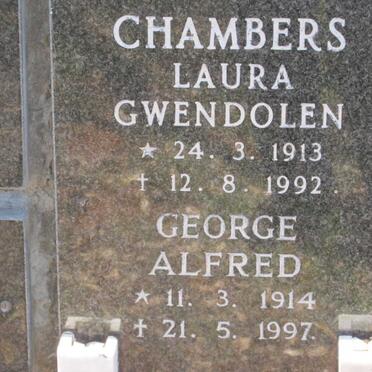 CHAMBERS
LAURA
GWENDOLEN
★ 24. 3. 1913
† 12. 8. 1992.
GEORGE
ALFRED
★ 11. 3. 1914
† 21. 5. 1997.